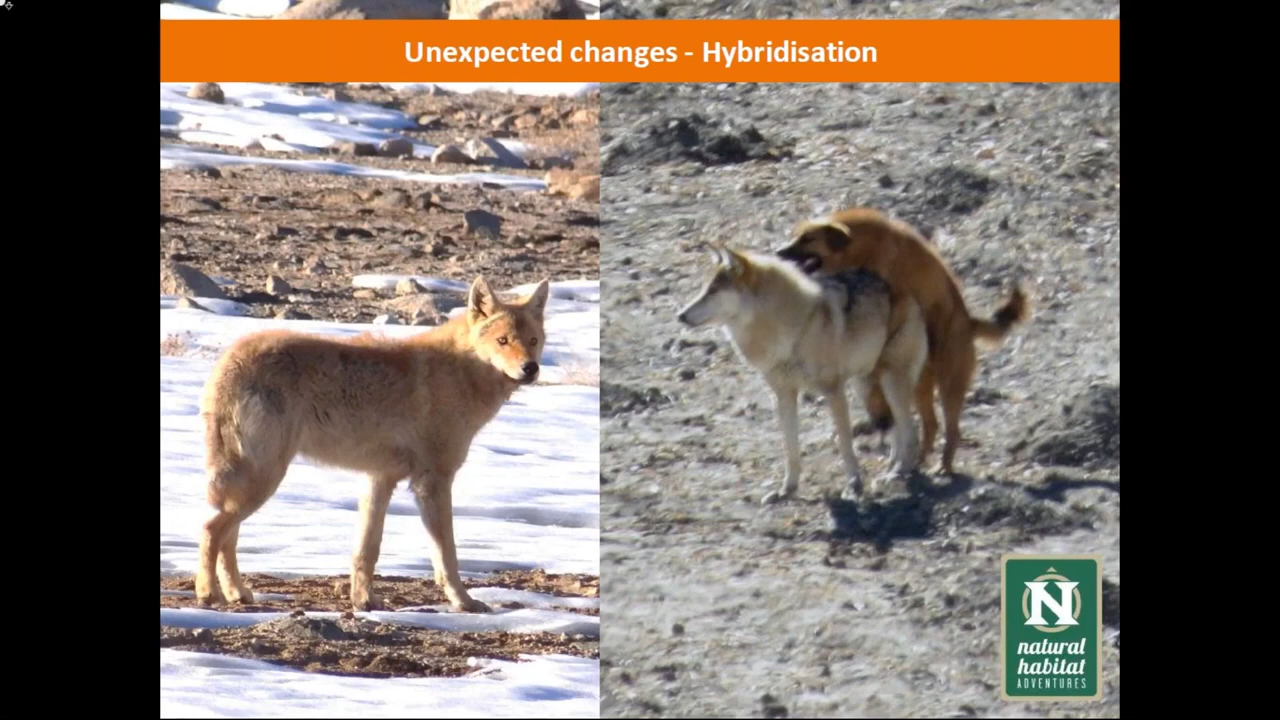 Unexpected changes - Hybridisation
N
natural
habitat
ADVENTURES